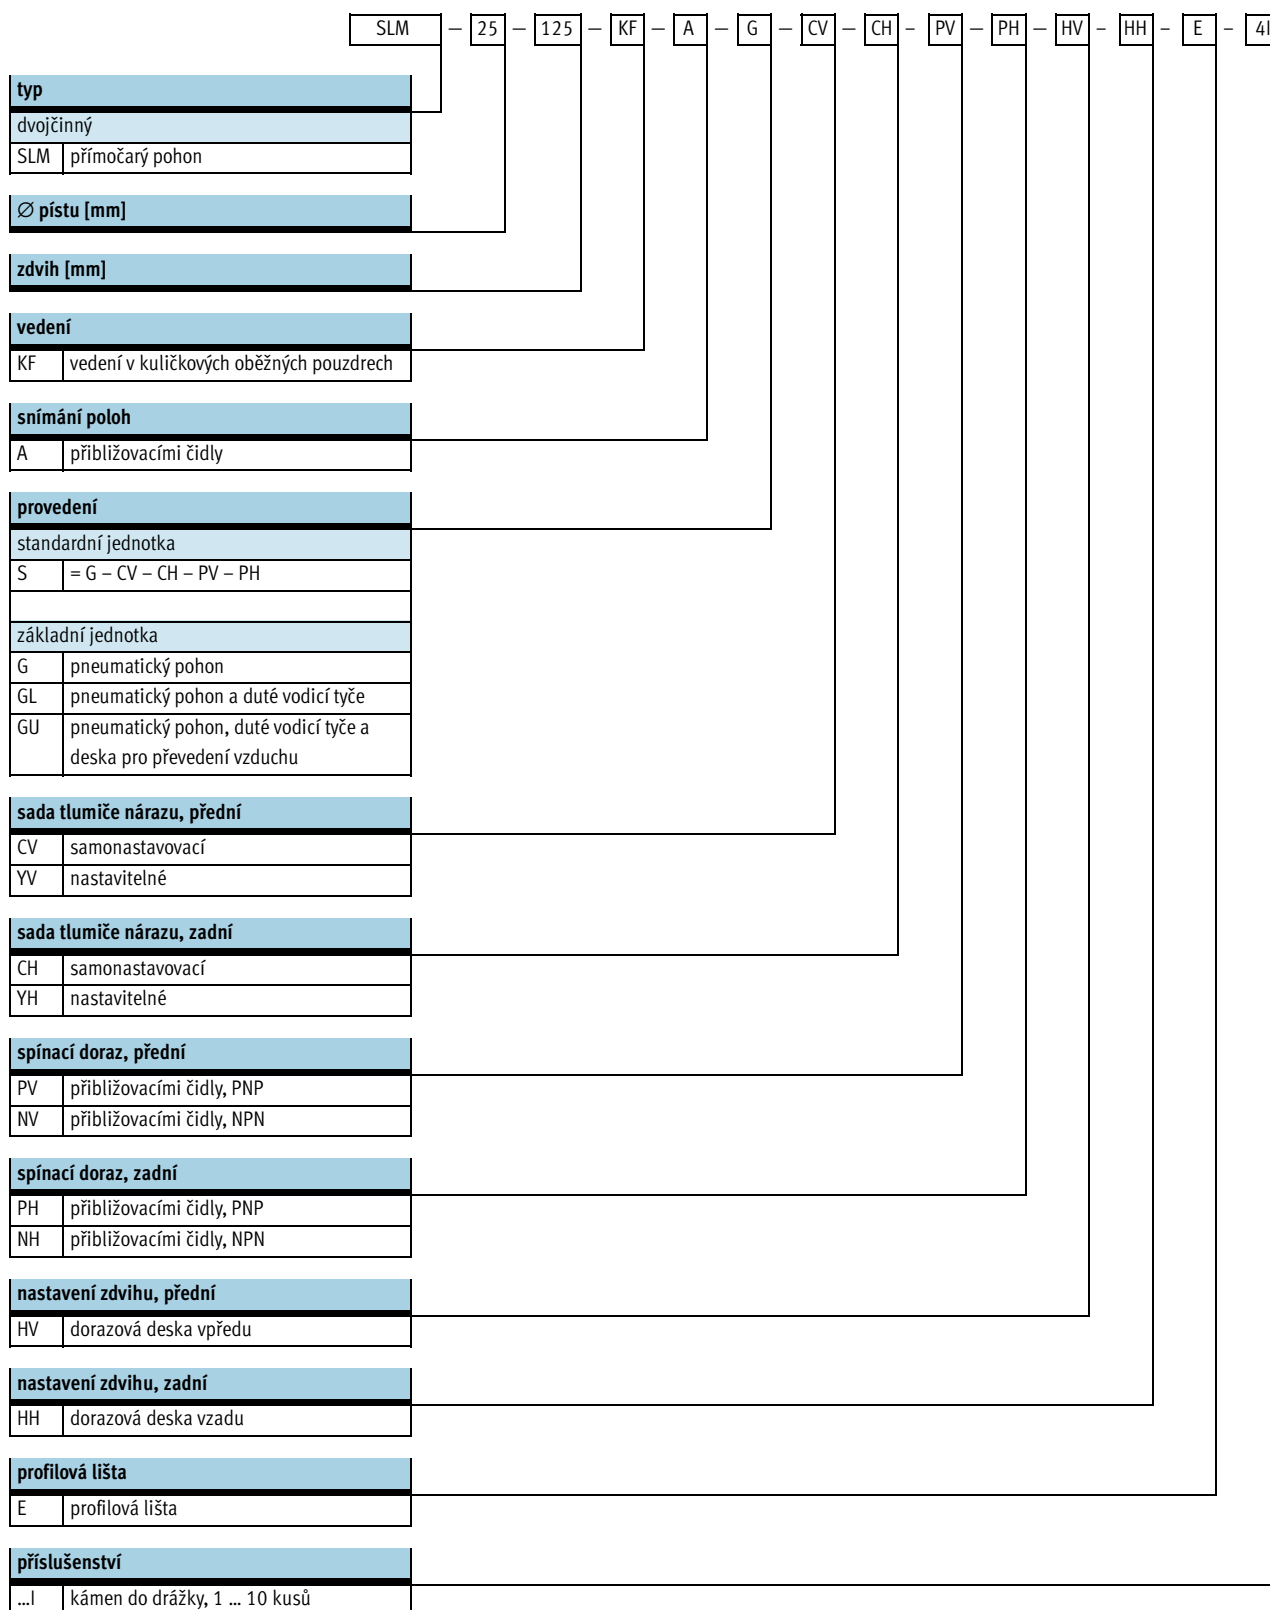 SLM – 25 – 125 – KF – A – G – CV – CH – PV – PH – HV – HH – E – 4I
typ
dvojčinný
SLM přímočarý pohon
∅ pístu [mm]
zdvih [mm]
vedení
KF vedení v kuličkových oběžných pouzdrech
snímání poloh
A přibližovacími čidly
provedení
standardní jednotka
S = G – CV – CH – PV – PH
základní jednotka
G pneumatický pohon
GL pneumatický pohon a duté vodicí tyče
GU pneumatický pohon, duté vodicí tyče a
deska pro převedení vzduchu
sada tlumiče nárazu, přední
CV samonastavovací
YV nastavitelné
sada tlumiče nárazu, zadní
CH samonastavovací
YH nastavitelné
spínací doraz, přední
PV přibližovacími čidly, PNP
NV přibližovacími čidly, NPN
spínací doraz, zadní
PH přibližovacími čidly, PNP
NH přibližovacími čidly, NPN
nastavení zdvihu, přední
HV dorazová deska vpředu
nastavení zdvihu, zadní
HH dorazová deska vzadu
profilová lišta
E profilová lišta
příslušenství
...I kámen do drážky, 1 ... 10 kusů